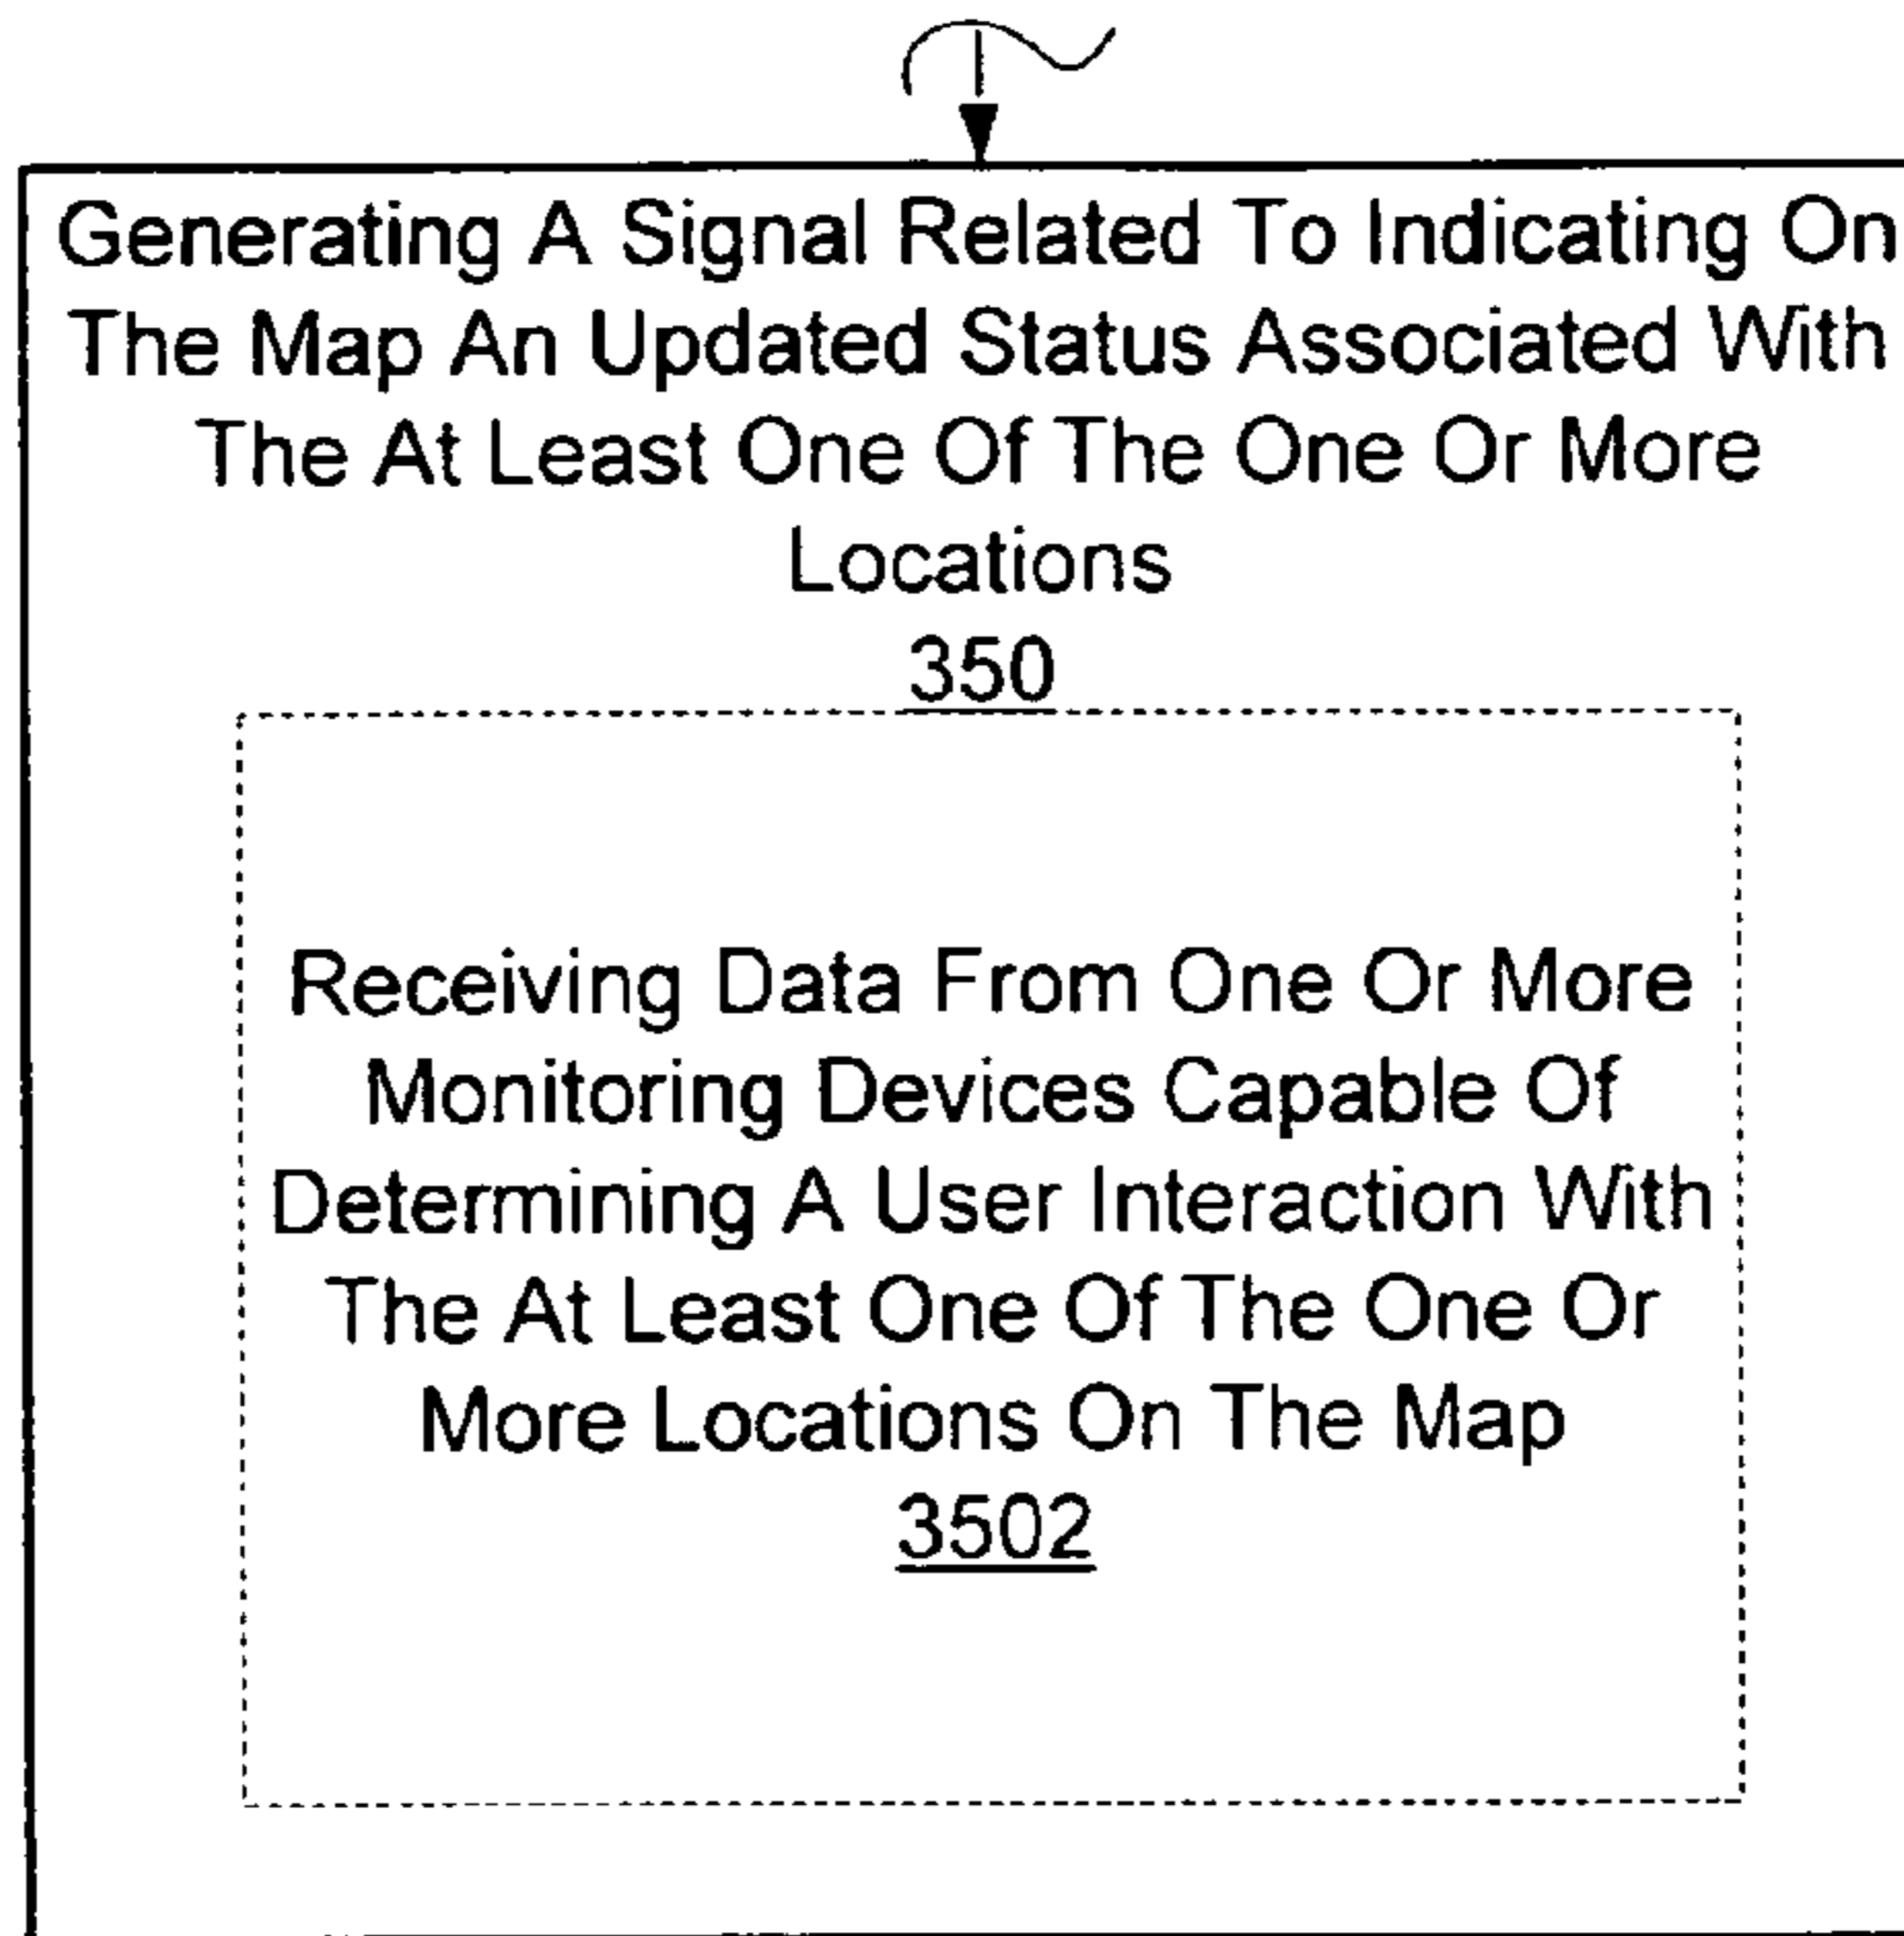 Generating A Signal Related To Indicating On
The Map An Updated Status Associated With
The At Least One Of The One Or More
Locations
350
Receiving Data From One Or More
Monitoring Devices Capable Of
Determining A User Interaction With
The At Least One Of The One Or
More Locations On The Map
3502